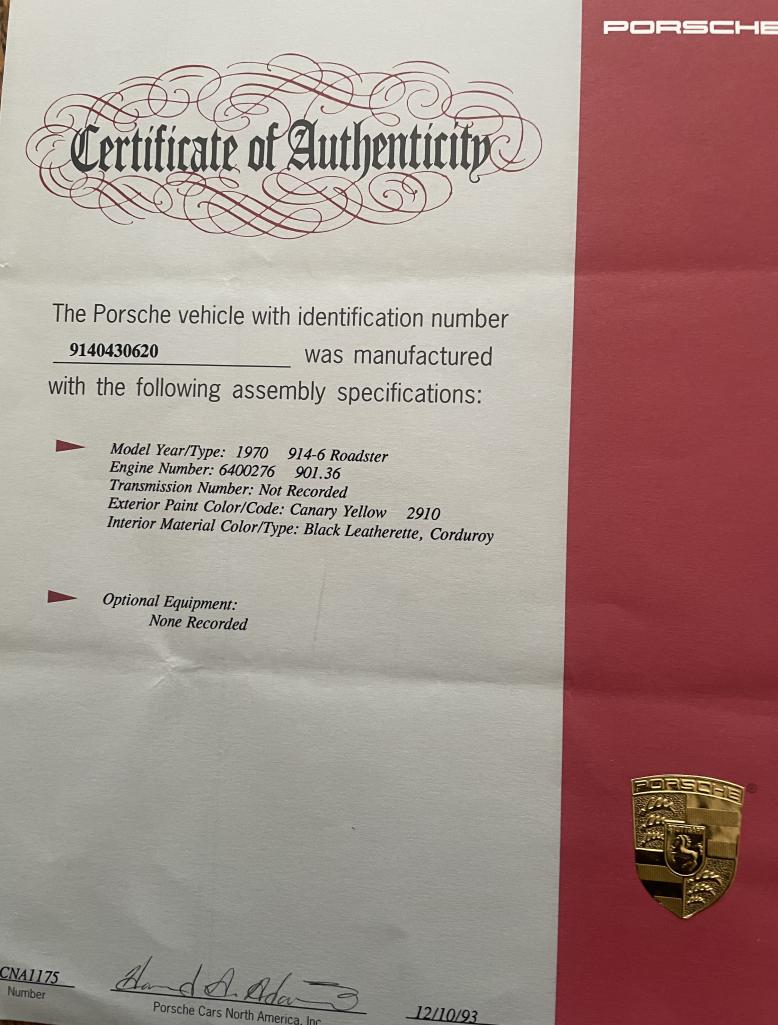 PORSCHE
Certificate of Authenticity
The Porsche vehicle with identification number
9140430620 was manufactured
with the following assembly specifications:
Model Year/Type: 1970 914-6 Roadster
Engine Number: 6400276 901.36
Transmission Number: Not Recorded
Exterior Paint Color/Code: Canary Yellow 2910
Interior Material Color/Type: Black Leatherette, Corduroy
Optional Equipment:
None Recorded
PORSCHE ®
CNA1175
Number
Porsche Cars North America, Inc
12/10/93